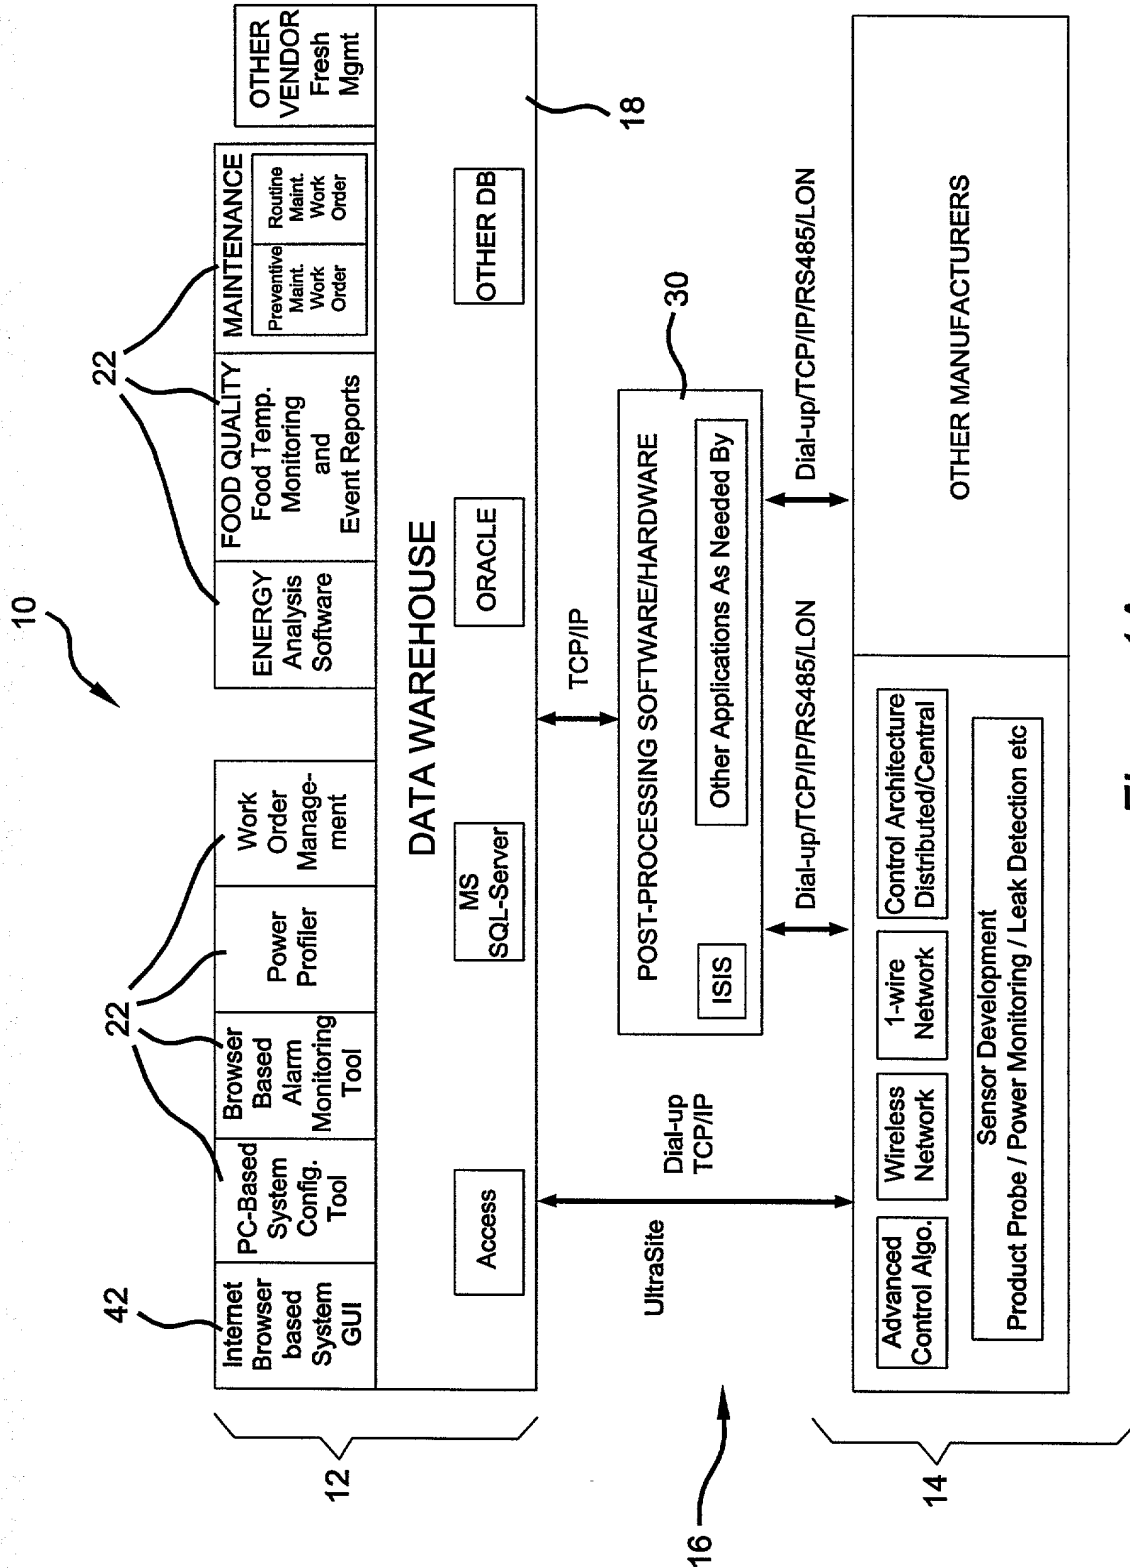 10
22
22
42
Internet
Browser
based
System
GUI
PC-Based
System
Config.
Tool
Browser
Based
Alarm
Monitoring
Tool
Power
Profiler
Work
Order
Manage-
ment
ENERGY
Analysis
Software
FOOD QUALITY
Food Temp.
Monitoring
and
Event Reports
MAINTENANCE
Preventive
Maint.
Work
Order
Routine
Maint.
Work
Order
OTHER
VENDOR
Fresh
Mgmt
12
DATA WAREHOUSE
Access
MS
SQL-Server
ORACLE
OTHER DB
18
16
UltraSite
Dial-up
TCP/IP
TCP/IP
POST-PROCESSING SOFTWARE/HARDWARE
ISIS
Other Applications As Needed By
30
Dial-up/TCP/IP/RS485/LON
Dial-up/TCP/IP/RS485/LON
14
Advanced
Control Algo.
Wireless
Network
1-wire
Network
Control Architecture
Distributed/Central
Sensor Development
Product Probe / Power Monitoring / Leak Detection etc
OTHER MANUFACTURERS